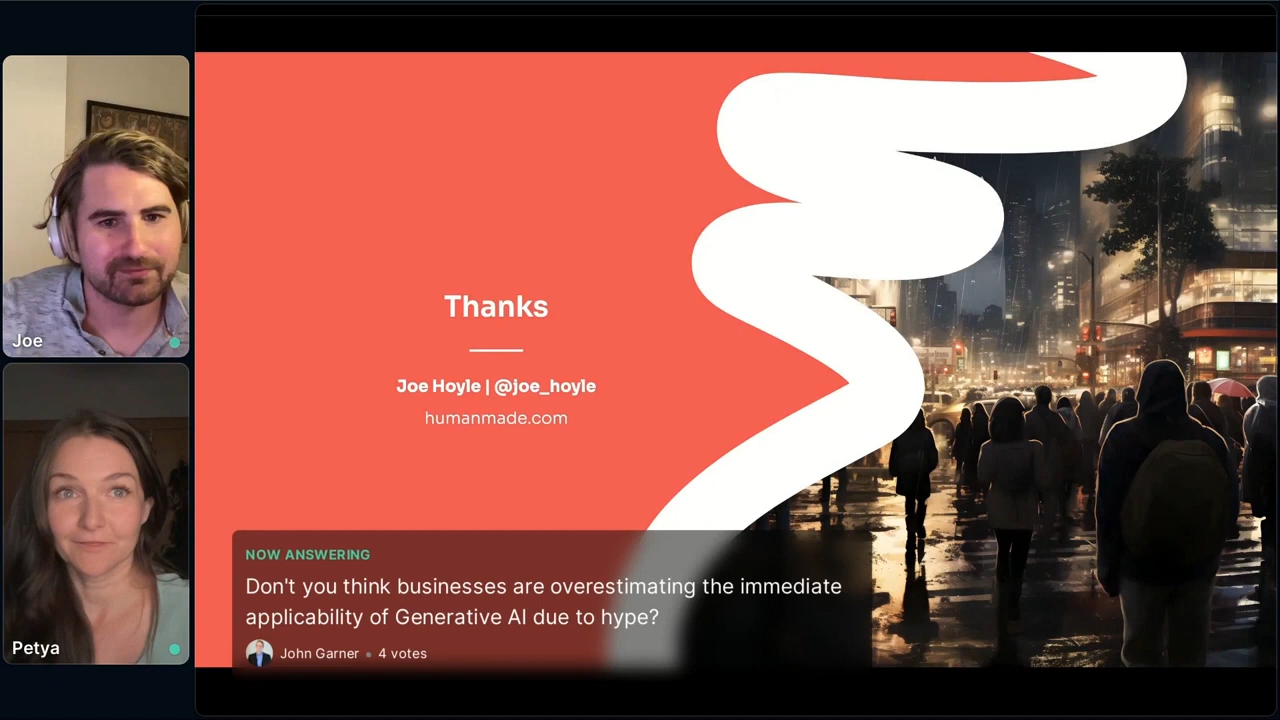 Joe
Petya
Thanks
Joe Hoyle | @joe_hoyle
humanmade.com
NOW ANSWERING
Don't you think businesses are overestimating the immediate
applicability of Generative AI due to hype?
John Garner • 4 votes